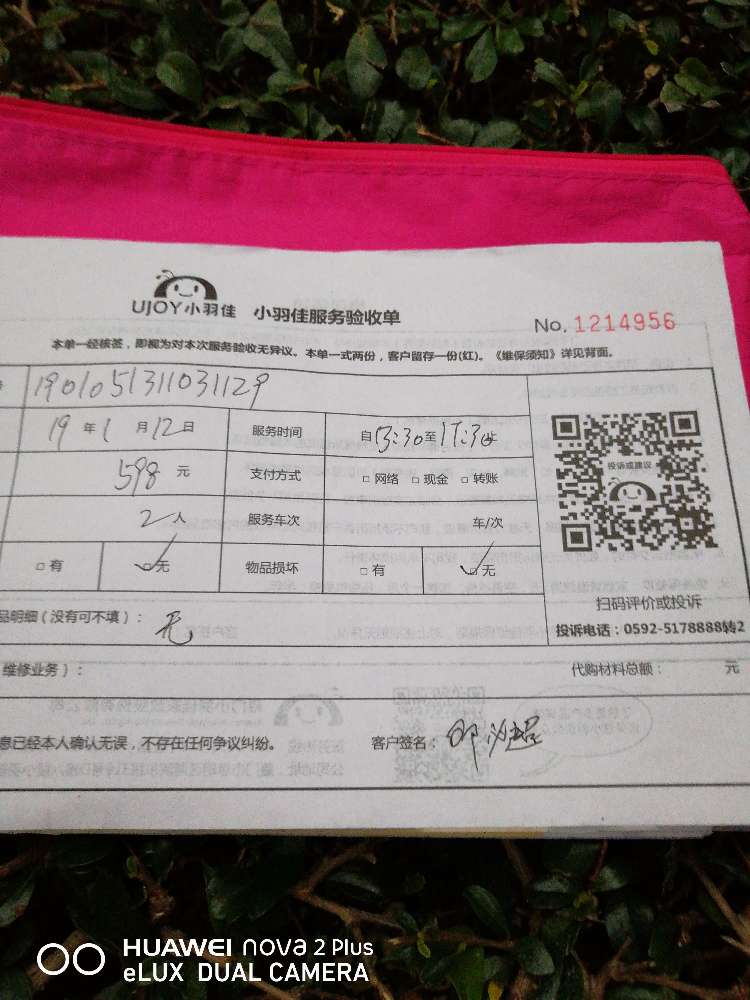 UJOY小羽佳 小羽佳服务验收单
No. 1214956
本单一经核签，即视为对本次服务验收无异议。本单一式两份，客户留存一份(红)。《维保须知》详见背面。
1901051311031129
19 年 1 月 12 日 服务时间 自 13:30 至 17:30 止
598 元 支付方式 □ 网络 □ 现金 □ 转账
投诉或建议
2 人 服务车次 车/次
□ 有 □ 无 物品损坏 □ 有 □ 无
扫码评价或投诉
品明细（没有可不填）： 无
投诉电话：0592-5178888转2
维修业务）： 代购材料总额： 元
息已经本人确认无误，不存在任何争议纠纷。 客户签名：
HUAWEI nova 2 Plus
eLUX DUAL CAMERA